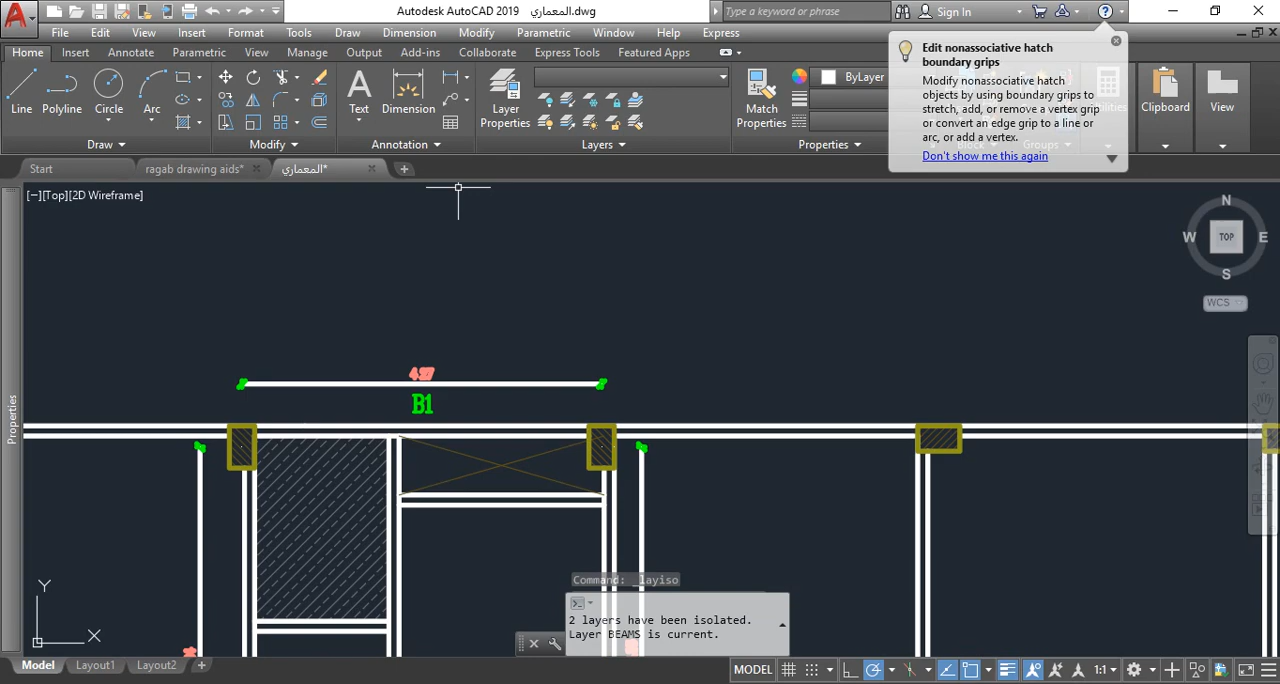 Autodesk AutoCAD 2019 المعماري.dwg
Type a keyword or phrase
Sign In
File Edit View Insert Format Tools Draw Dimension Modify Parametric Window Help Express
Home Insert Annotate Parametric View Manage Output Add-ins Collaborate Express Tools Featured Apps
Line
Polyline
Circle
Arc
Text
Dimension
Layer
Properties
Match
Properties
ByLayer
Clipboard
View
Draw
Modify
Annotation
Layers
Properties
Edit nonassociative hatch
boundary grips
Modify nonassociative hatch
objects by using boundary grips to
stretch, add, or remove a vertex grip
or convert an edge grip to a line or
arc, or add a vertex.
Don't show me this again
Start
ragab drawing aids*
المعماري*
[−][Top][2D Wireframe]
N
W
TOP
E
S
WCS
Properties
B1
Y
X
Command: _layiso
2 layers have been isolated.
Layer BEAMS is current.
Model Layout1 Layout2
MODEL
1:1